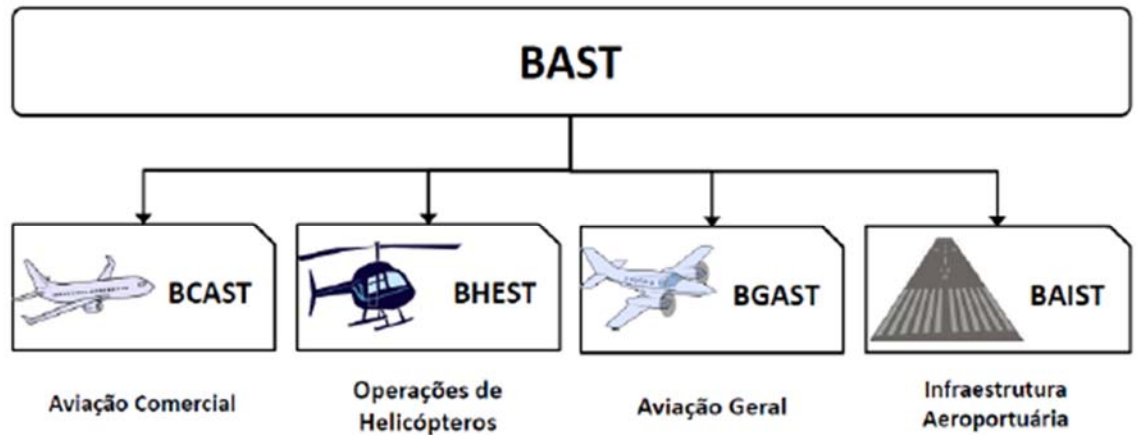 BAST
BCAST
BHEST
BGAST
BAIST
Aviação Comercial
Operações de
Helicópteros
Aviação Geral
Infraestrutura
Aeroportuária